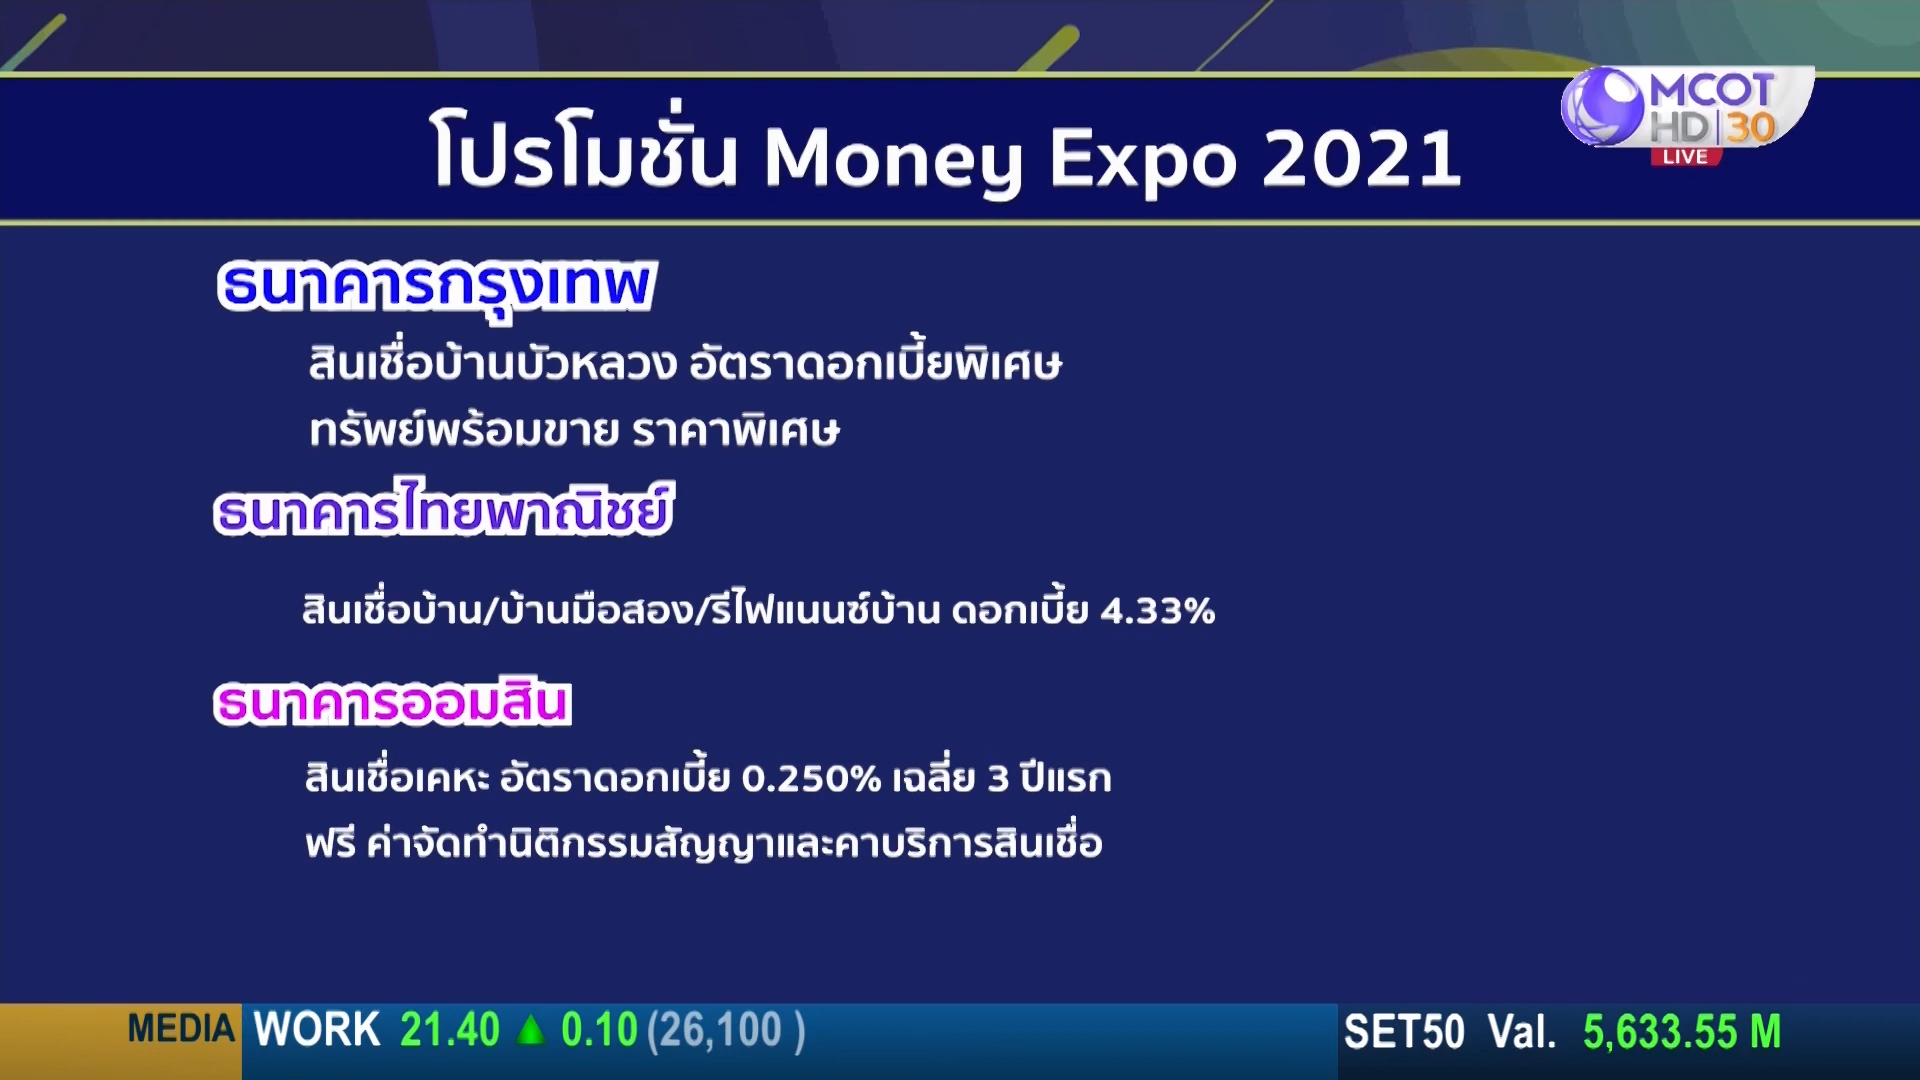 โปรโมชั่น Money Expo 2021
MCOT
HD 30
LIVE
ธนาคารกรุงเทพ
สินเชื่อบ้านบัวหลวง อัตราดอกเบี้ยพิเศษ
ทรัพย์พร้อมขาย ราคาพิเศษ
ธนาคารไทยพาณิชย์
สินเชื่อบ้าน/บ้านมือสอง/รีไฟแนนซ์บ้าน ดอกเบี้ย 4.33%
ธนาคารออมสิน
สินเชื่อเคหะ อัตราดอกเบี้ย 0.250% เฉลี่ย 3 ปีแรก
ฟรี ค่าจัดทำนิติกรรมสัญญาและคาบริการสินเชื่อ
MEDIA WORK 21.40 ▲ 0.10 (26,100 ) SET50 Val. 5,633.55 M